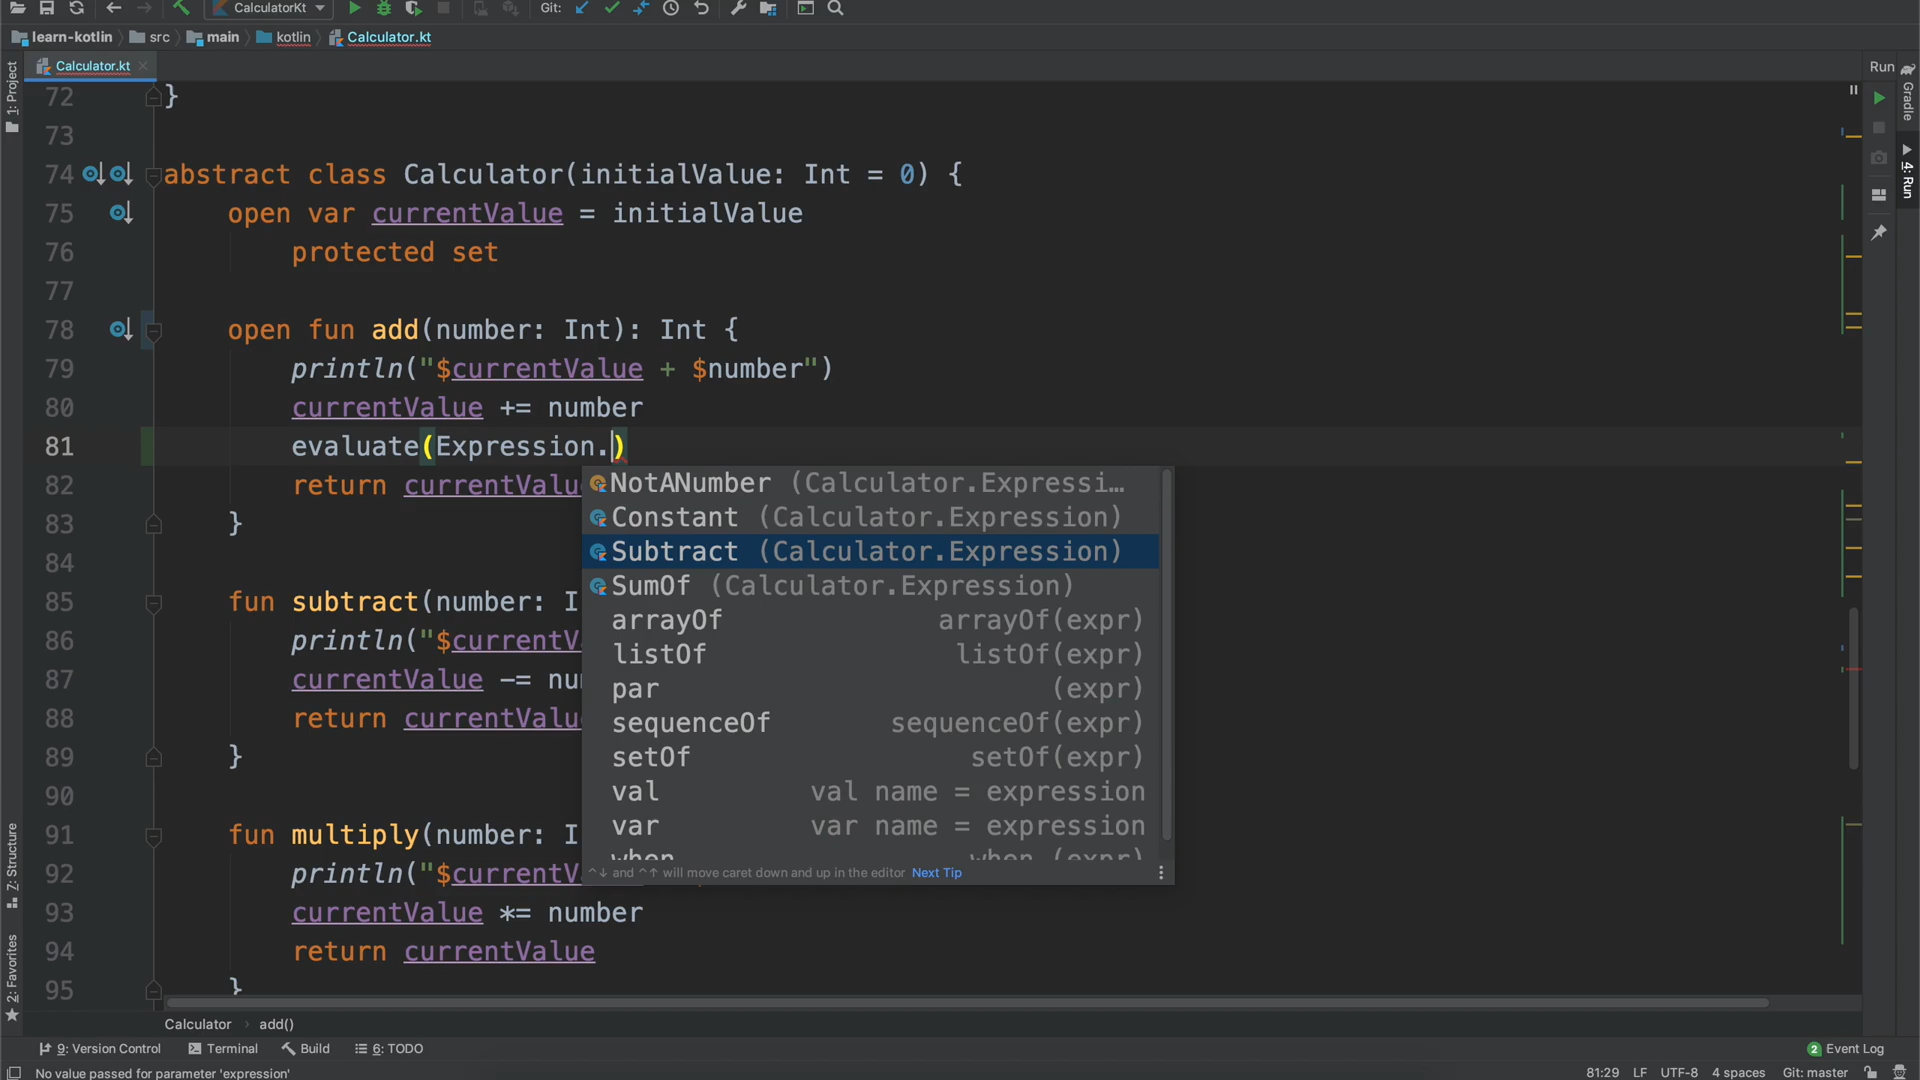 CalculatorKt
Git:
learn-kotlin src main kotlin Calculator.kt
Calculator.kt
Run
1: Project
Gradle
4: Run
72 }
73
74 abstract class Calculator(initialValue: Int = 0) {
75 open var currentValue = initialValue
76 protected set
77
78 open fun add(number: Int): Int {
79 println("$currentValue + $number")
80 currentValue += number
81 evaluate(Expression.)
82 return currentValu
83 }
84
85 fun subtract(number: I
86 println("$currentV
87 currentValue -= nu
88 return currentValu
89 }
90
91 fun multiply(number: I
92 println("$currentV
93 currentValue *= number
94 return currentValue
95 }
NotANumber (Calculator.Expressi…
Constant (Calculator.Expression)
Subtract (Calculator.Expression)
SumOf (Calculator.Expression)
arrayOf arrayOf(expr)
listOf listOf(expr)
par (expr)
sequenceOf sequenceOf(expr)
setOf setOf(expr)
val val name = expression
var var name = expression
when when (expr)
^↓ and ^↑ will move caret down and up in the editor Next Tip
7: Structure
2: Favorites
Calculator › add()
9: Version Control Terminal Build 6: TODO
2 Event Log
No value passed for parameter 'expression'
81:29 LF UTF-8 4 spaces Git: master